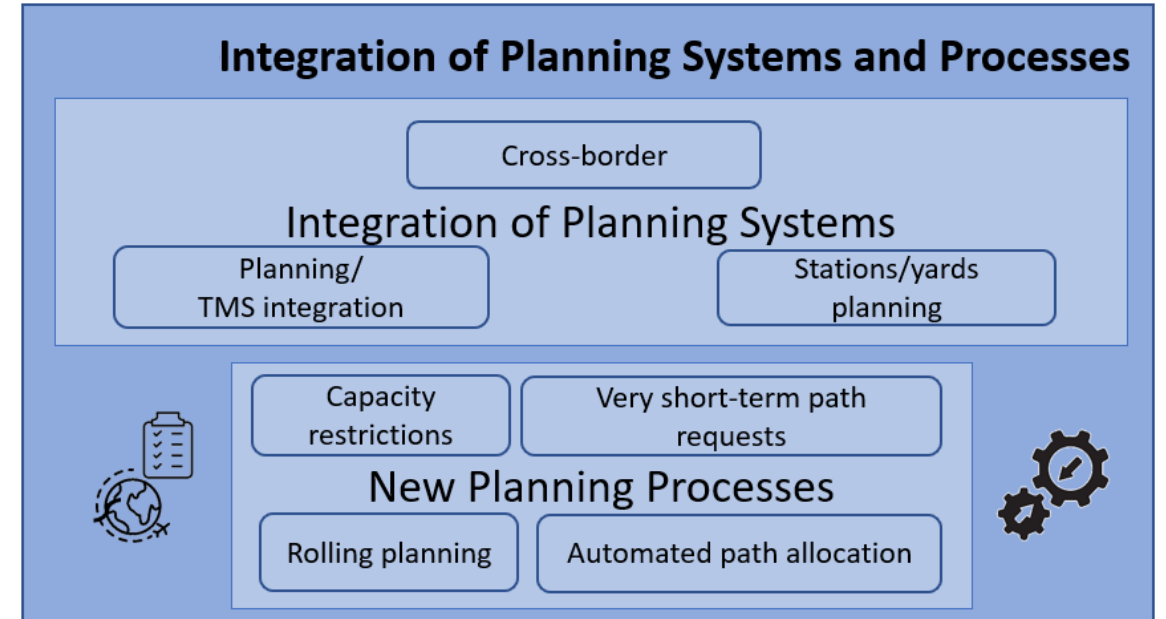 Integration of Planning Systems and Processes
Cross-border
Integration of Planning Systems
Planning/
TMS integration
Stations/yards
planning
Capacity
restrictions
Very short-term path
requests
New Planning Processes
Rolling planning
Automated path allocation